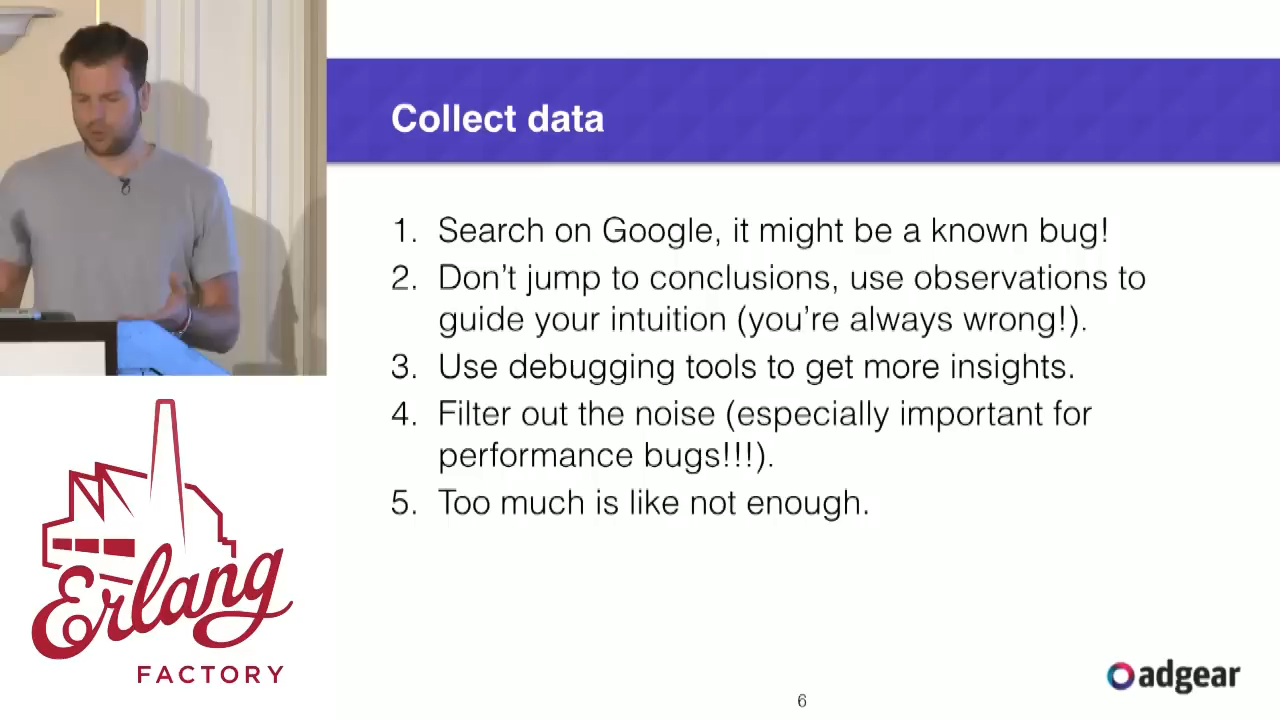 Collect data
1. Search on Google, it might be a known bug!
2. Don't jump to conclusions, use observations to
guide your intuition (you're always wrong!).
3. Use debugging tools to get more insights.
4. Filter out the noise (especially important for
performance bugs!!!).
5. Too much is like not enough.
Erlang
FACTORY
adgear
6